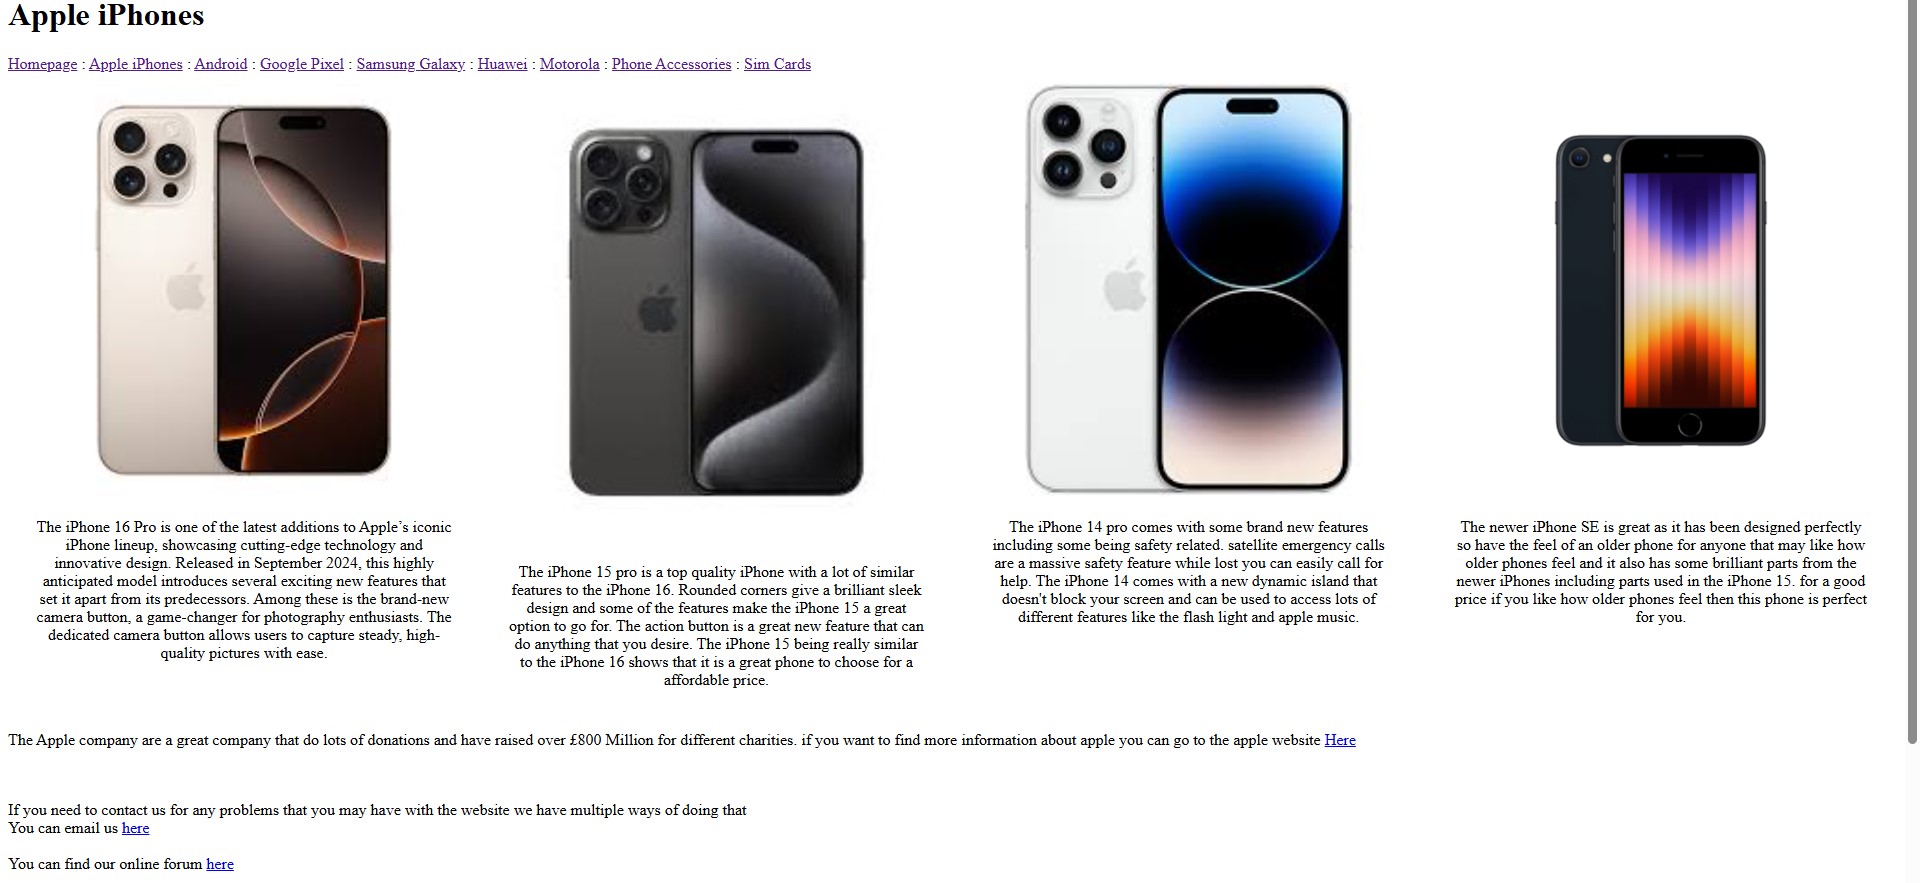 Apple iPhones
Homepage : Apple iPhones : Android : Google Pixel : Samsung Galaxy : Huawei : Motorola : Phone Accessories : Sim Cards
The iPhone 16 Pro is one of the latest additions to Apple’s iconic
iPhone lineup, showcasing cutting-edge technology and
innovative design. Released in September 2024, this highly
anticipated model introduces several exciting new features that
set it apart from its predecessors. Among these is the brand-new
camera button, a game-changer for photography enthusiasts. The
dedicated camera button allows users to capture steady, high-
quality pictures with ease.
The iPhone 15 pro is a top quality iPhone with a lot of similar
features to the iPhone 16. Rounded corners give a brilliant sleek
design and some of the features make the iPhone 15 a great
option to go for. The action button is a great new feature that can
do anything that you desire. The iPhone 15 being really similar
to the iPhone 16 shows that it is a great phone to choose for a
affordable price.
The iPhone 14 pro comes with some brand new features
including some being safety related. satellite emergency calls
are a massive safety feature while lost you can easily call for
help. The iPhone 14 comes with a new dynamic island that
doesn't block your screen and can be used to access lots of
different features like the flash light and apple music.
The newer iPhone SE is great as it has been designed perfectly
so have the feel of an older phone for anyone that may like how
older phones feel and it also has some brilliant parts from the
newer iPhones including parts used in the iPhone 15. for a good
price if you like how older phones feel then this phone is perfect
for you.
The Apple company are a great company that do lots of donations and have raised over £800 Million for different charities. if you want to find more information about apple you can go to the apple website Here
If you need to contact us for any problems that you may have with the website we have multiple ways of doing that
You can email us here
You can find our online forum here